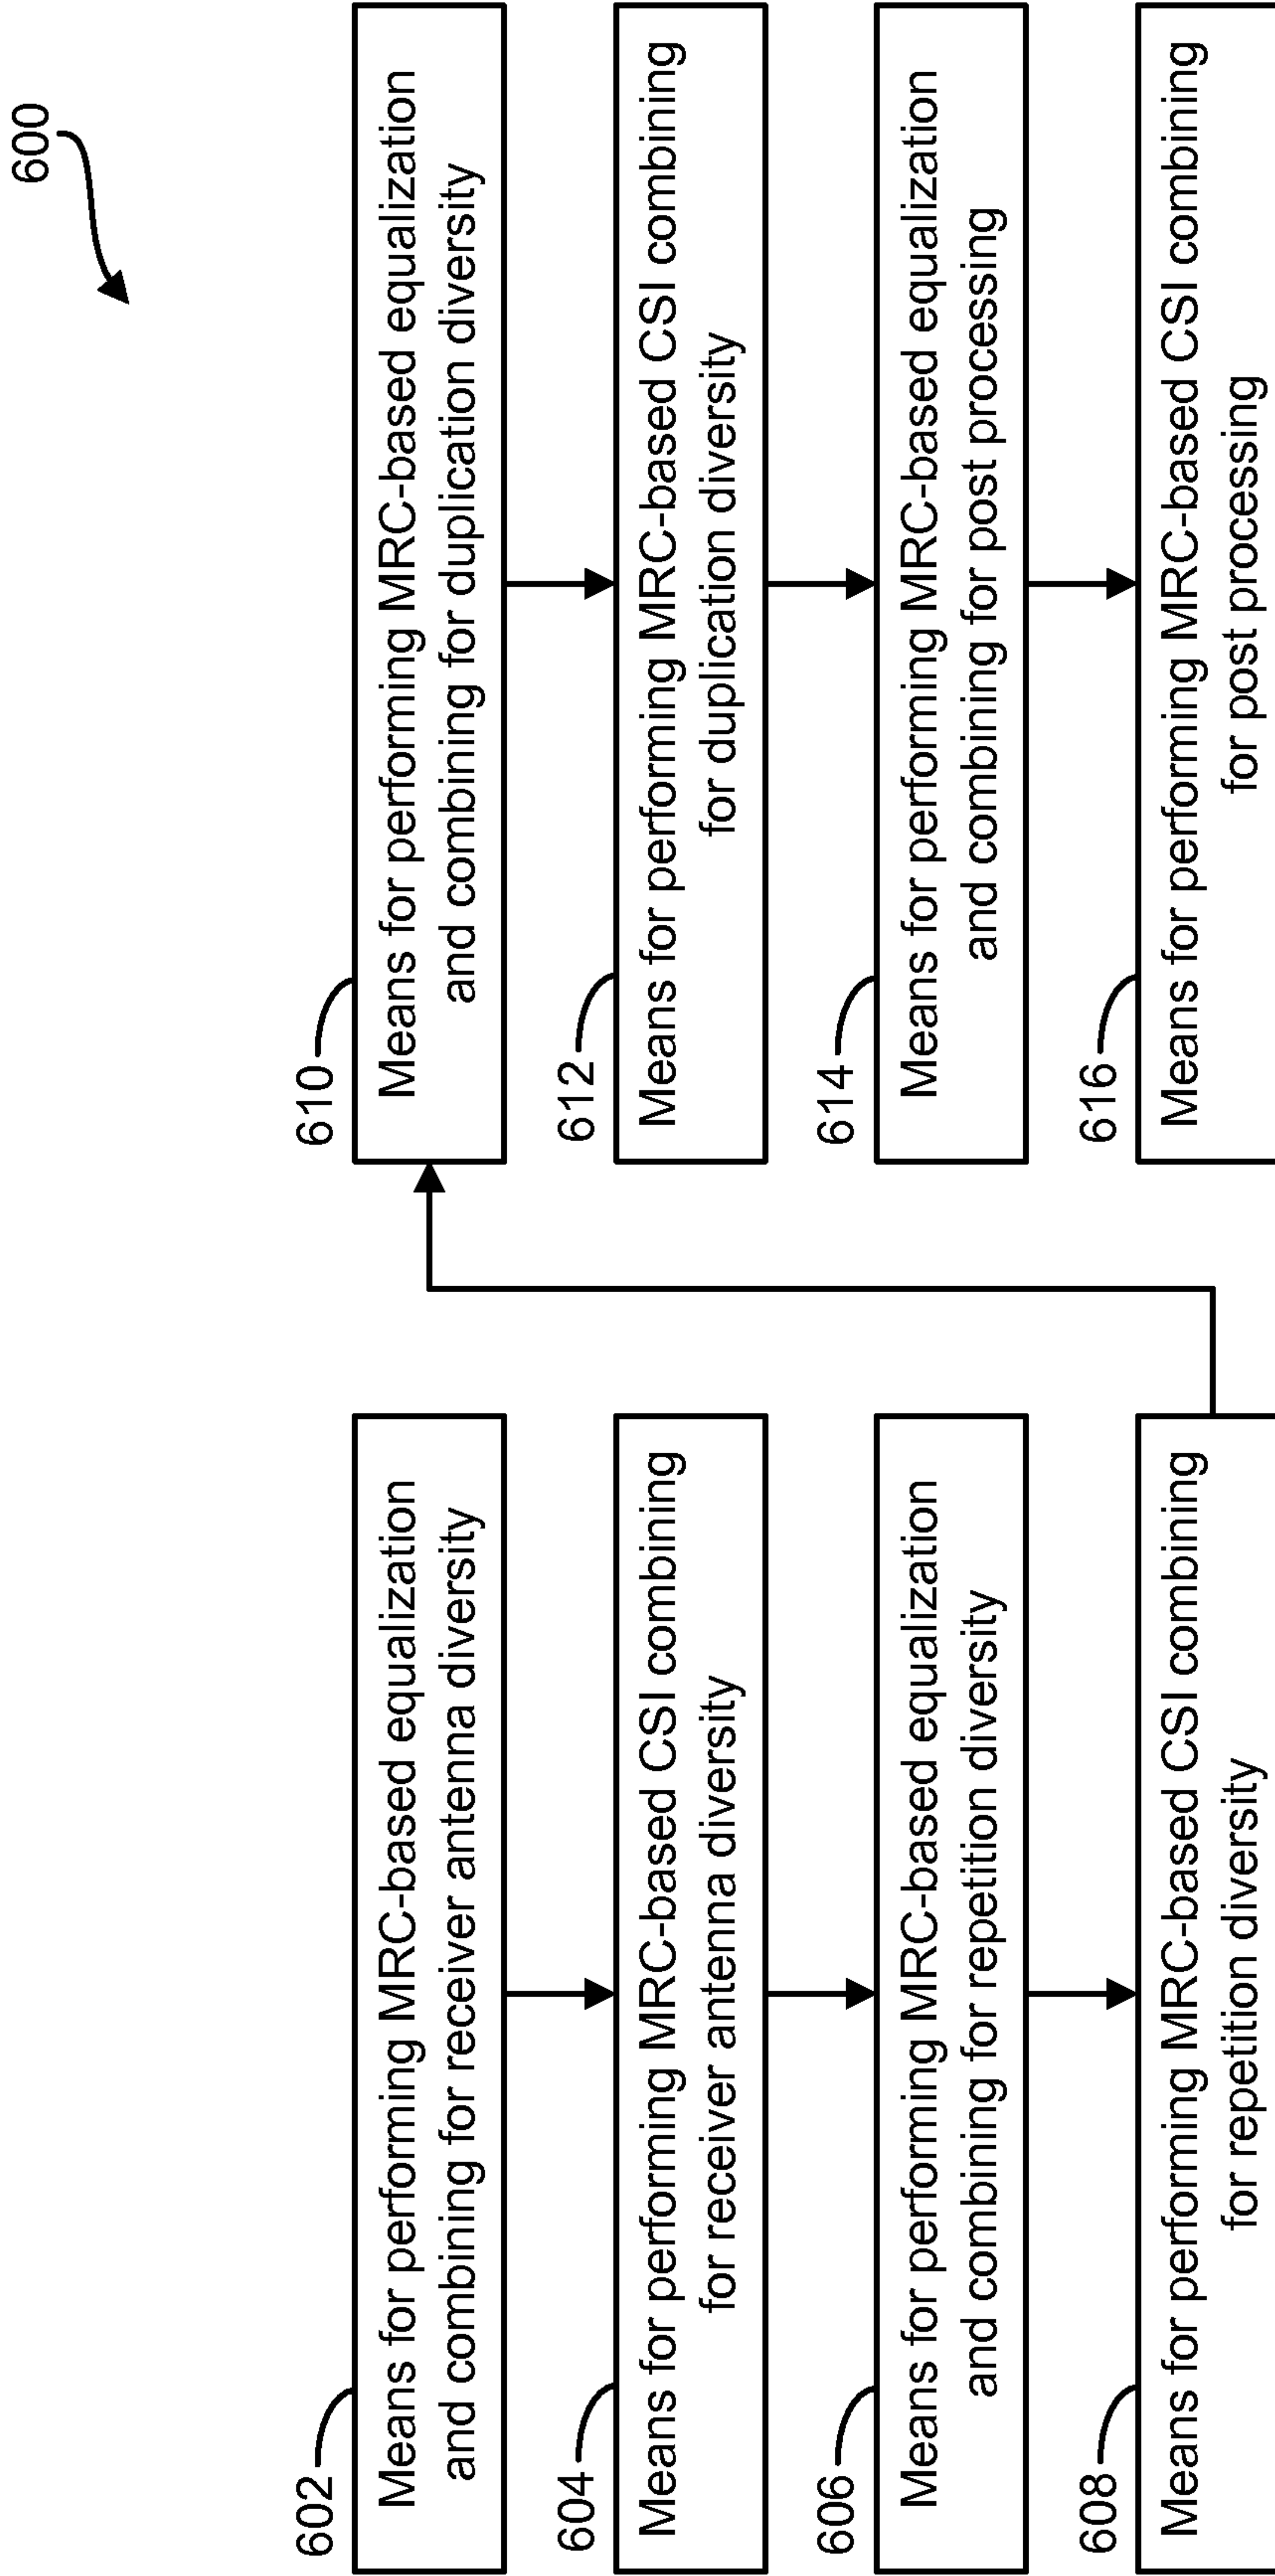 600
602
Means for performing MRC-based equalization
and combining for receiver antenna diversity
604
Means for performing MRC-based CSI combining
for receiver antenna diversity
606
Means for performing MRC-based equalization
and combining for repetition diversity
608
Means for performing MRC-based CSI combining
for repetition diversity
610
Means for performing MRC-based equalization
and combining for duplication diversity
612
Means for performing MRC-based CSI combining
for duplication diversity
614
Means for performing MRC-based equalization
and combining for post processing
616
Means for performing MRC-based CSI combining
for post processing